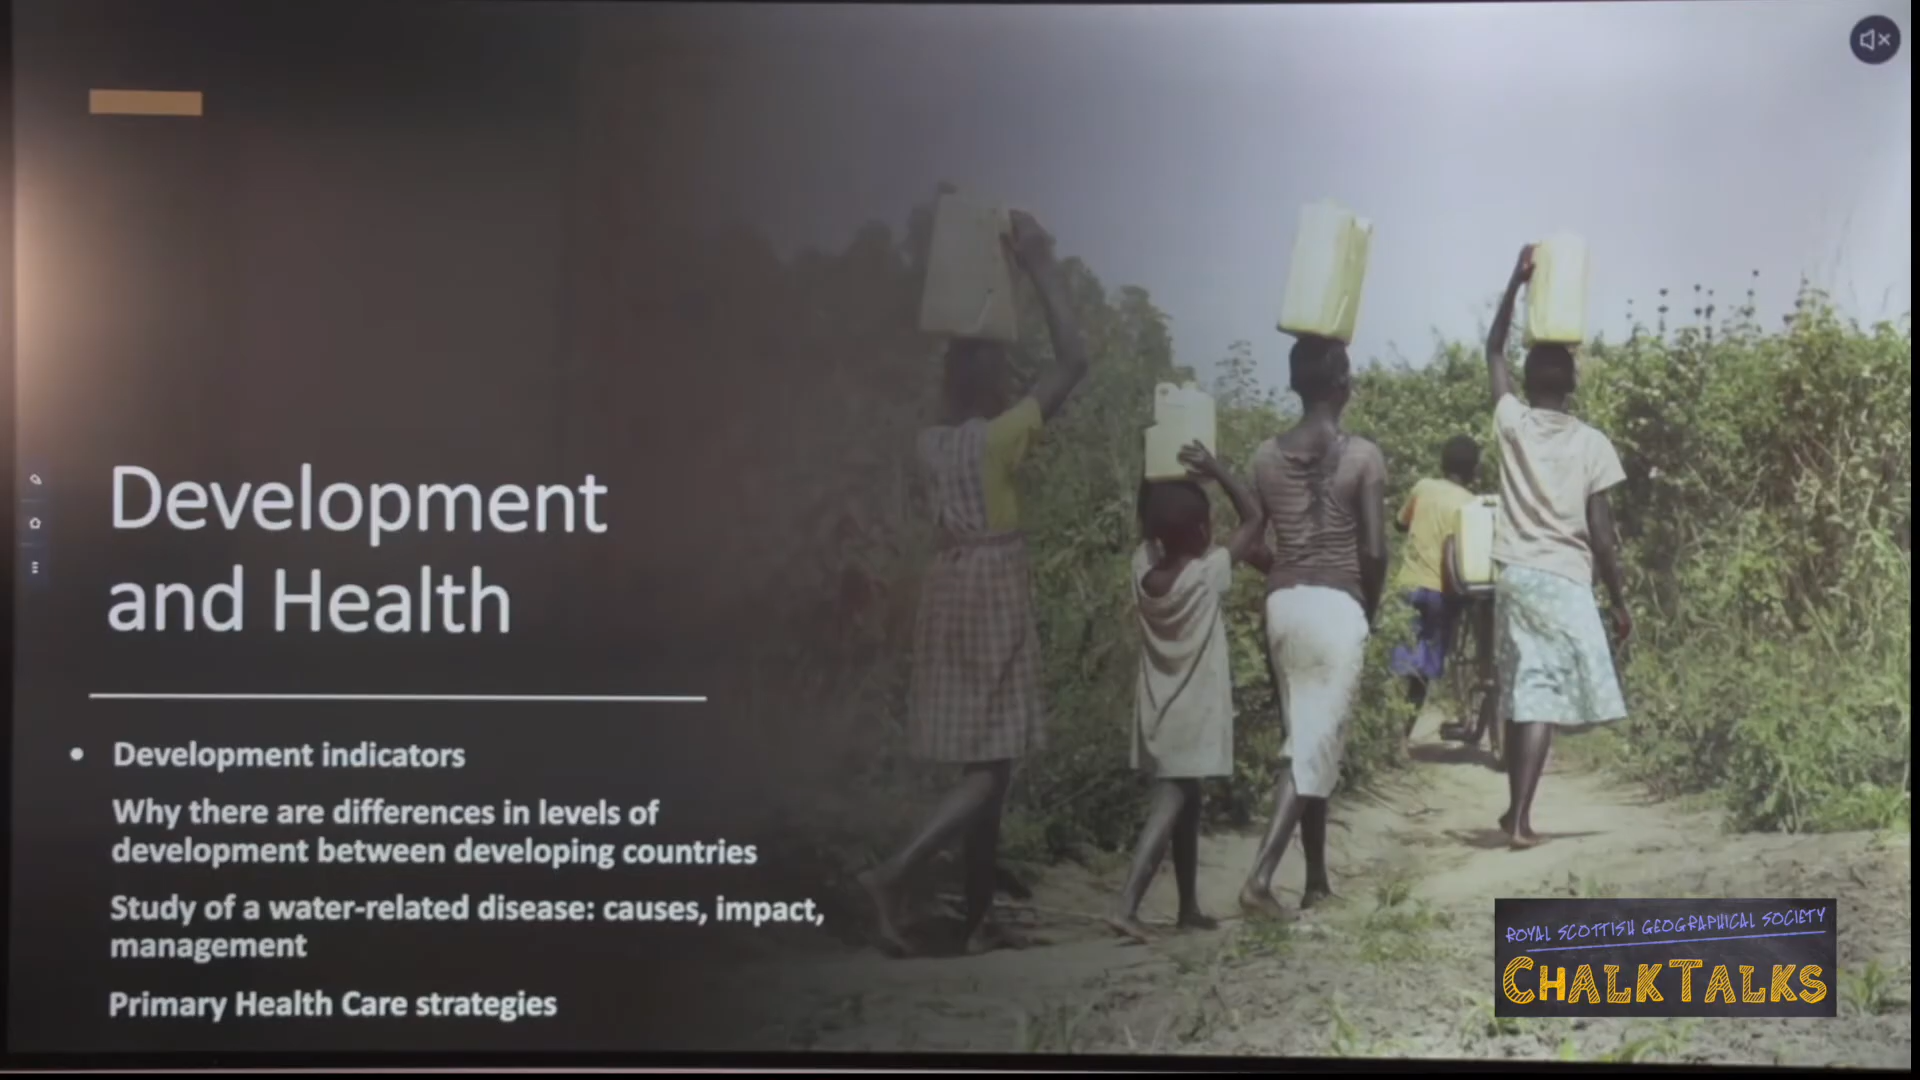 Development
and Health
• Development indicators
Why there are differences in levels of
development between developing countries
Study of a water-related disease: causes, impact,
management
Primary Health Care strategies
ROYAL SCOTTISH GEOGRAPHICAL SOCIETY
CHALKTALKS